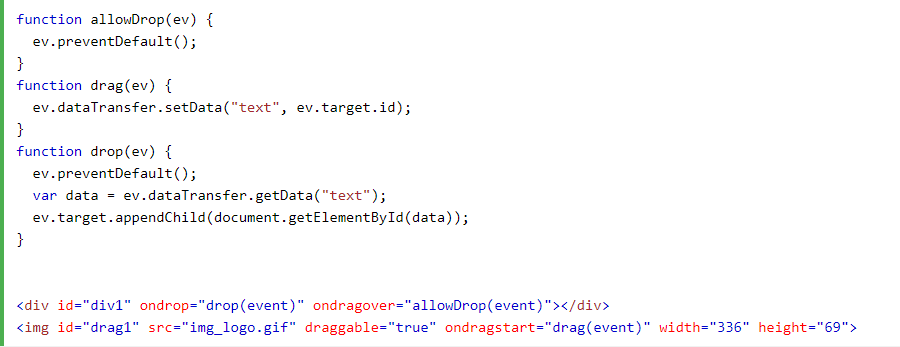 function allowDrop(ev) {
  ev.preventDefault();
}
function drag(ev) {
  ev.dataTransfer.setData("text", ev.target.id);
}
function drop(ev) {
  ev.preventDefault();
  var data = ev.dataTransfer.getData("text");
  ev.target.appendChild(document.getElementById(data));
}
<div id="div1" ondrop="drop(event)" ondragover="allowDrop(event)"></div>
<img id="drag1" src="img_logo.gif" draggable="true" ondragstart="drag(event)" width="336" height="69">